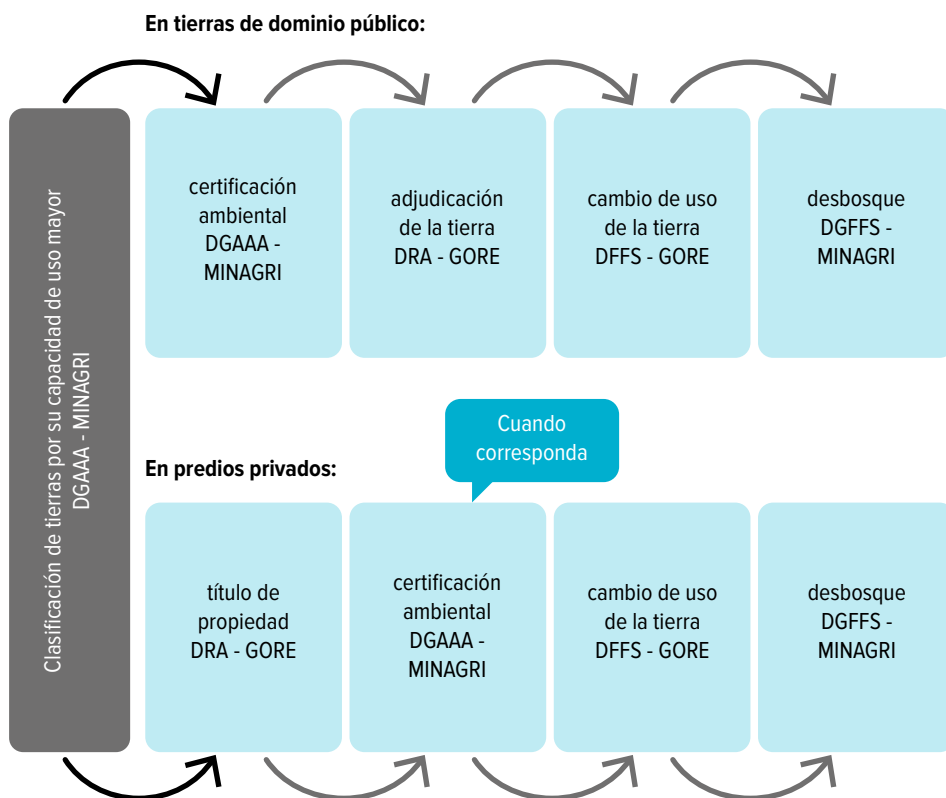 En tierras de dominio público:
Clasificación de tierras por su capacidad de uso mayor
DGAAA - MINAGRI
certificación
ambiental
DGAAA -
MINAGRI
adjudicación
de la tierra
DRA - GORE
cambio de uso
de la tierra
DFFS - GORE
desbosque
DGFFS -
MINAGRI
Cuando
corresponda
En predios privados:
título de
propiedad
DRA - GORE
certificación
ambiental
DGAAA -
MINAGRI
cambio de uso
de la tierra
DFFS - GORE
desbosque
DGFFS -
MINAGRI